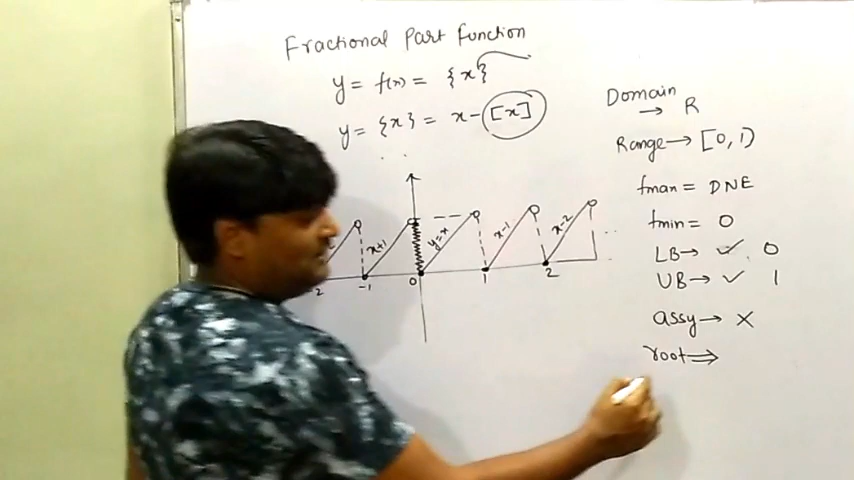 Fractional Part Function
y = f(x) = {x}
y = {x} = x - [x]
Domain
→ R
Range → [0, 1)
fmax = DNE
fmin = 0
LB → ✓ 0
UB → ✓ 1
assy → ×
root ⇒
x+1
y=x
x-1
x-2
-2 -1 0 1 2